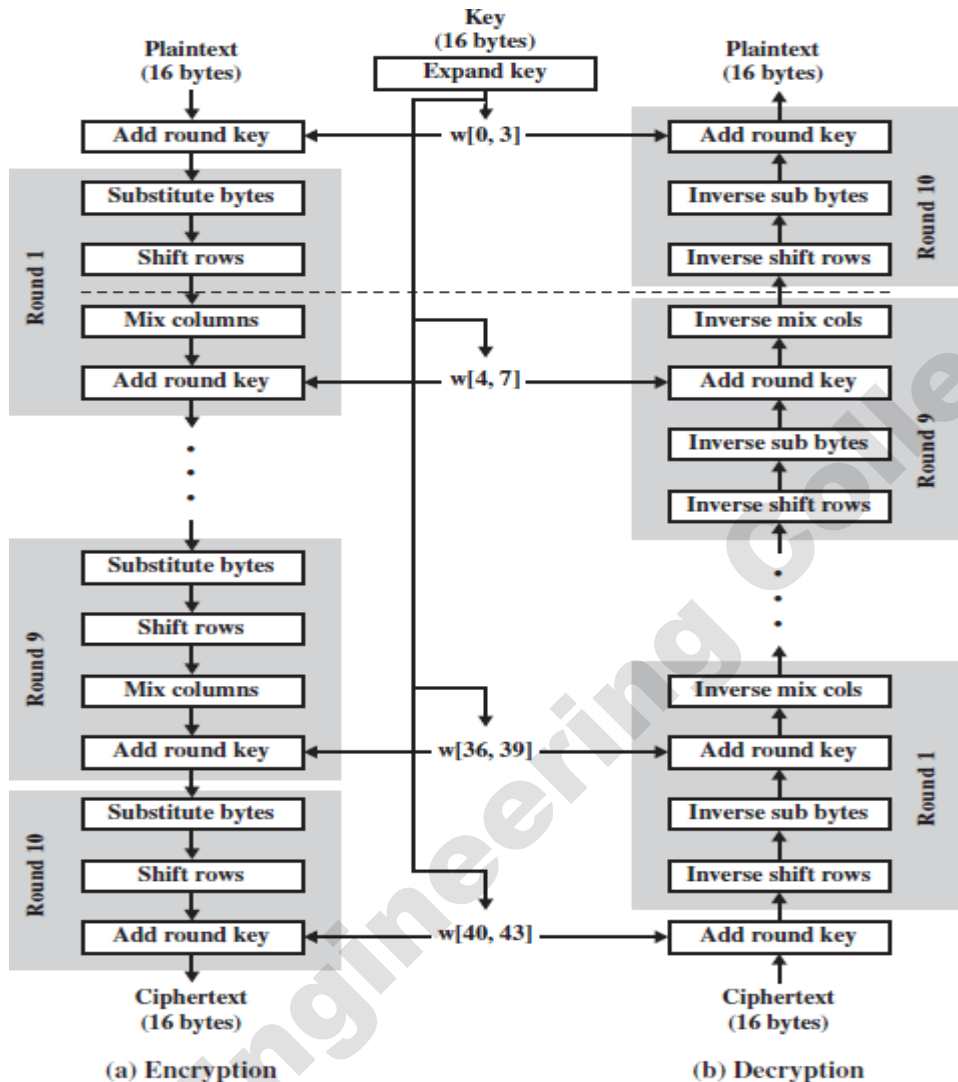 Key
(16 bytes)
Expand key
Plaintext
(16 bytes)
Add round key
Substitute bytes
Shift rows
Mix columns
Add round key
Round 1
Substitute bytes
Shift rows
Mix columns
Add round key
Round 9
Substitute bytes
Shift rows
Add round key
Round 10
Ciphertext
(16 bytes)
(a) Encryption
w[0, 3]
w[4, 7]
w[36, 39]
w[40, 43]
Plaintext
(16 bytes)
Add round key
Inverse sub bytes
Inverse shift rows
Round 10
Inverse mix cols
Add round key
Inverse sub bytes
Inverse shift rows
Round 9
Inverse mix cols
Add round key
Inverse sub bytes
Inverse shift rows
Round 1
Add round key
Ciphertext
(16 bytes)
(b) Decryption
ngineering Colle